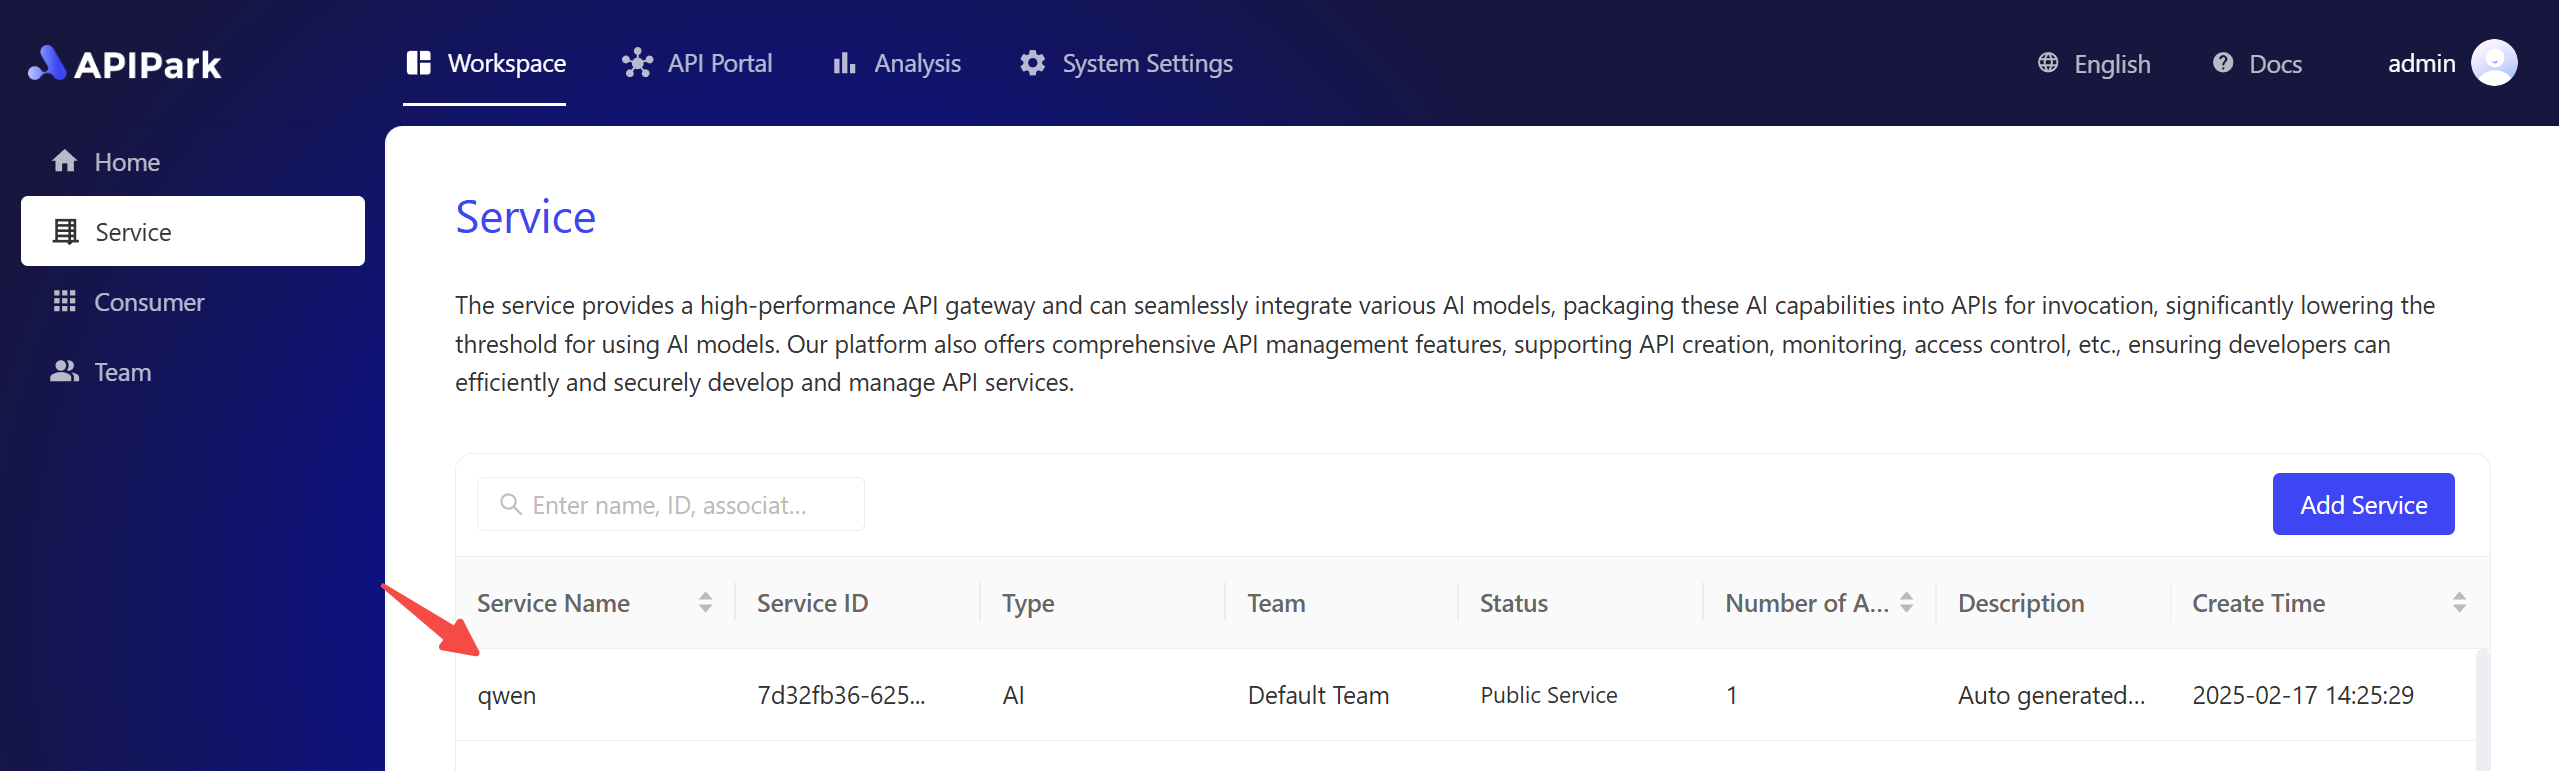 APIPark
Workspace
API Portal
Analysis
System Settings
English
Docs
admin
Home
Service
Consumer
Team
Service
The service provides a high-performance API gateway and can seamlessly integrate various AI models, packaging these AI capabilities into APIs for invocation, significantly lowering the
threshold for using AI models. Our platform also offers comprehensive API management features, supporting API creation, monitoring, access control, etc., ensuring developers can
efficiently and securely develop and manage API services.
Enter name, ID, associat...
Add Service
Service Name Service ID Type Team Status Number of A... Description Create Time
qwen 7d32fb36-625... AI Default Team Public Service 1 Auto generated... 2025-02-17 14:25:29